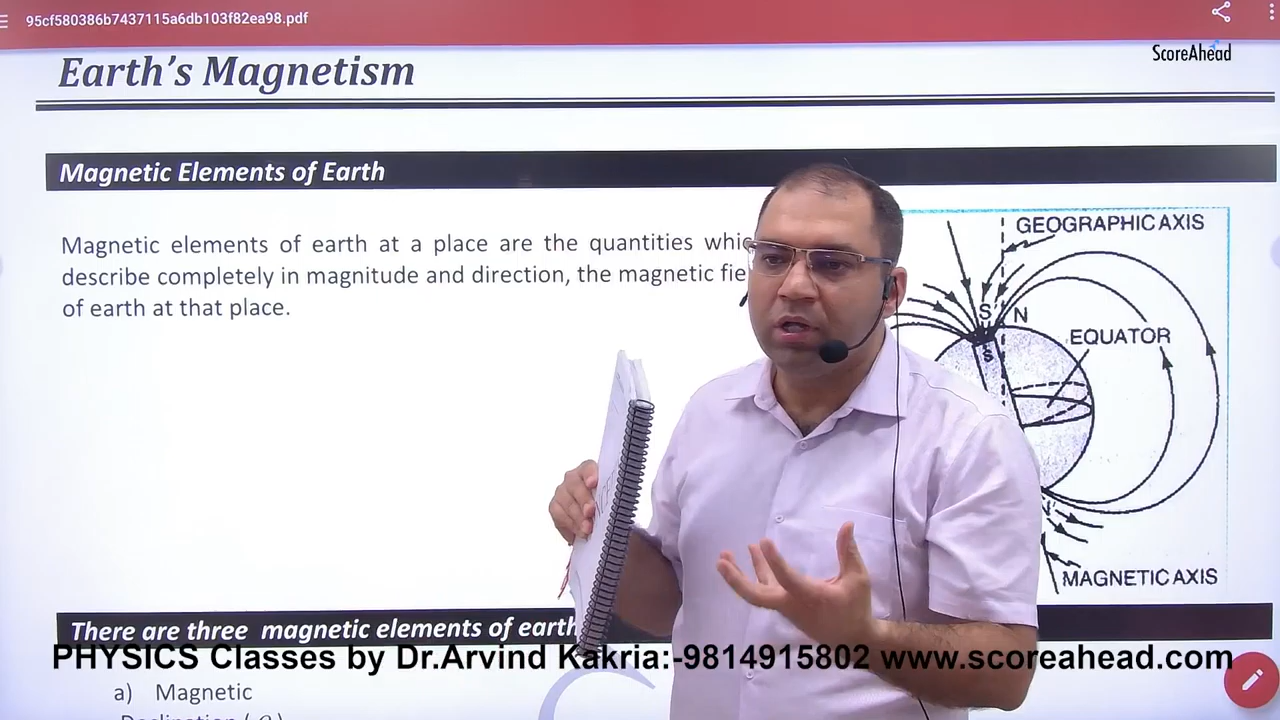 95cf580386b7437115a6db103f82ea98.pdf
ScoreAhead
Earth's Magnetism
Magnetic Elements of Earth
Magnetic elements of earth at a place are the quantities
describe completely in magnitude and direction, the magnetic
of earth at that place.
GEOGRAPHIC AXIS
S N
EQUATOR
S
MAGNETIC AXIS
There are three magnetic elements of earth
PHYSICS Classes by Dr.Arvind Kakria:-9814915802 www.scoreahead.com
a) Magnetic